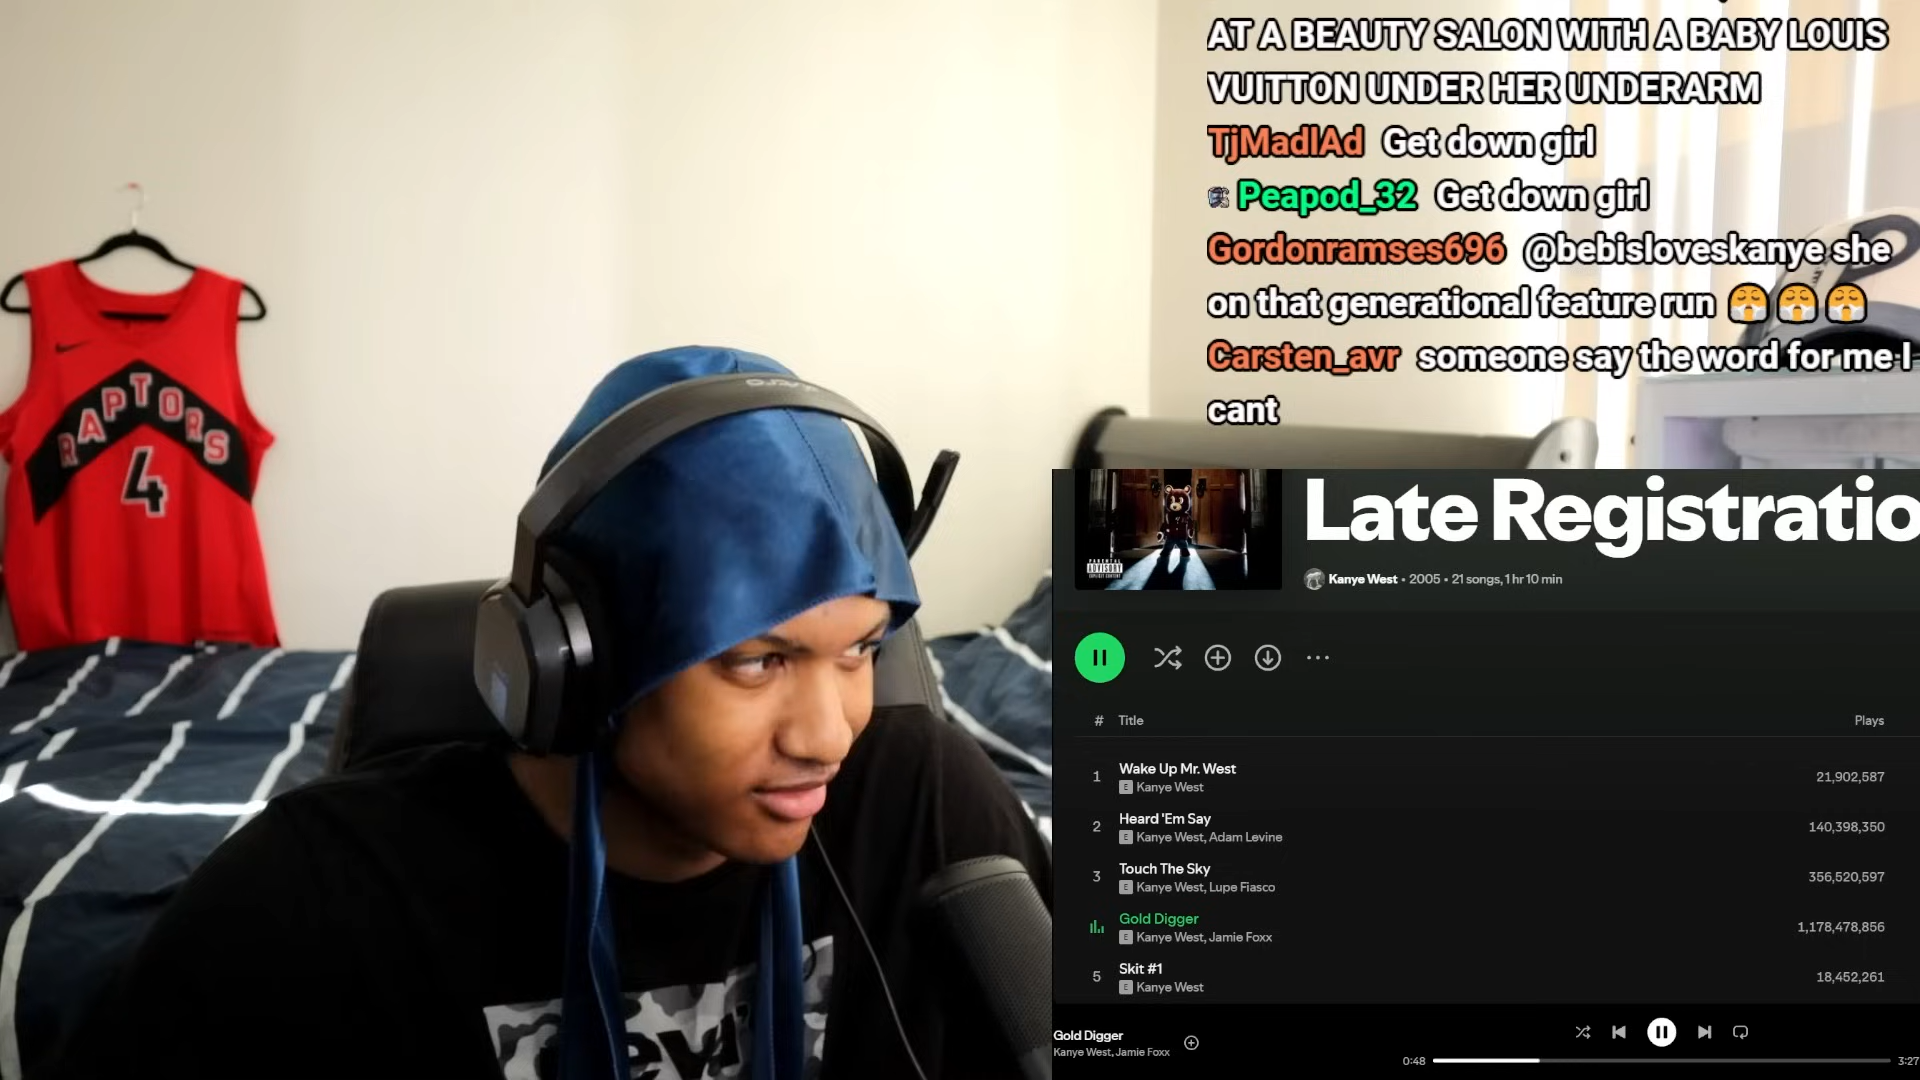 AT A BEAUTY SALON WITH A BABY LOUIS
VUITTON UNDER HER UNDERARM
TjMadlAd Get down girl
Peapod_32 Get down girl
Gordonramses696 @bebisloveskanye she
on that generational feature run 😤😤😤
Carsten_avr someone say the word for me I
cant
RAPTORS
4
PARENTAL
ADVISORY
EXPLICIT CONTENT
Late Registratio
Kanye West • 2005 • 21 songs, 1 hr 10 min
# Title Plays
1 Wake Up Mr. West 21,902,587
E Kanye West
2 Heard 'Em Say 140,398,350
E Kanye West, Adam Levine
3 Touch The Sky 356,520,597
E Kanye West, Lupe Fiasco
Gold Digger 1,178,478,856
E Kanye West, Jamie Foxx
5 Skit #1 18,452,261
E Kanye West
Gold Digger
Kanye West, Jamie Foxx
0:48 3:27